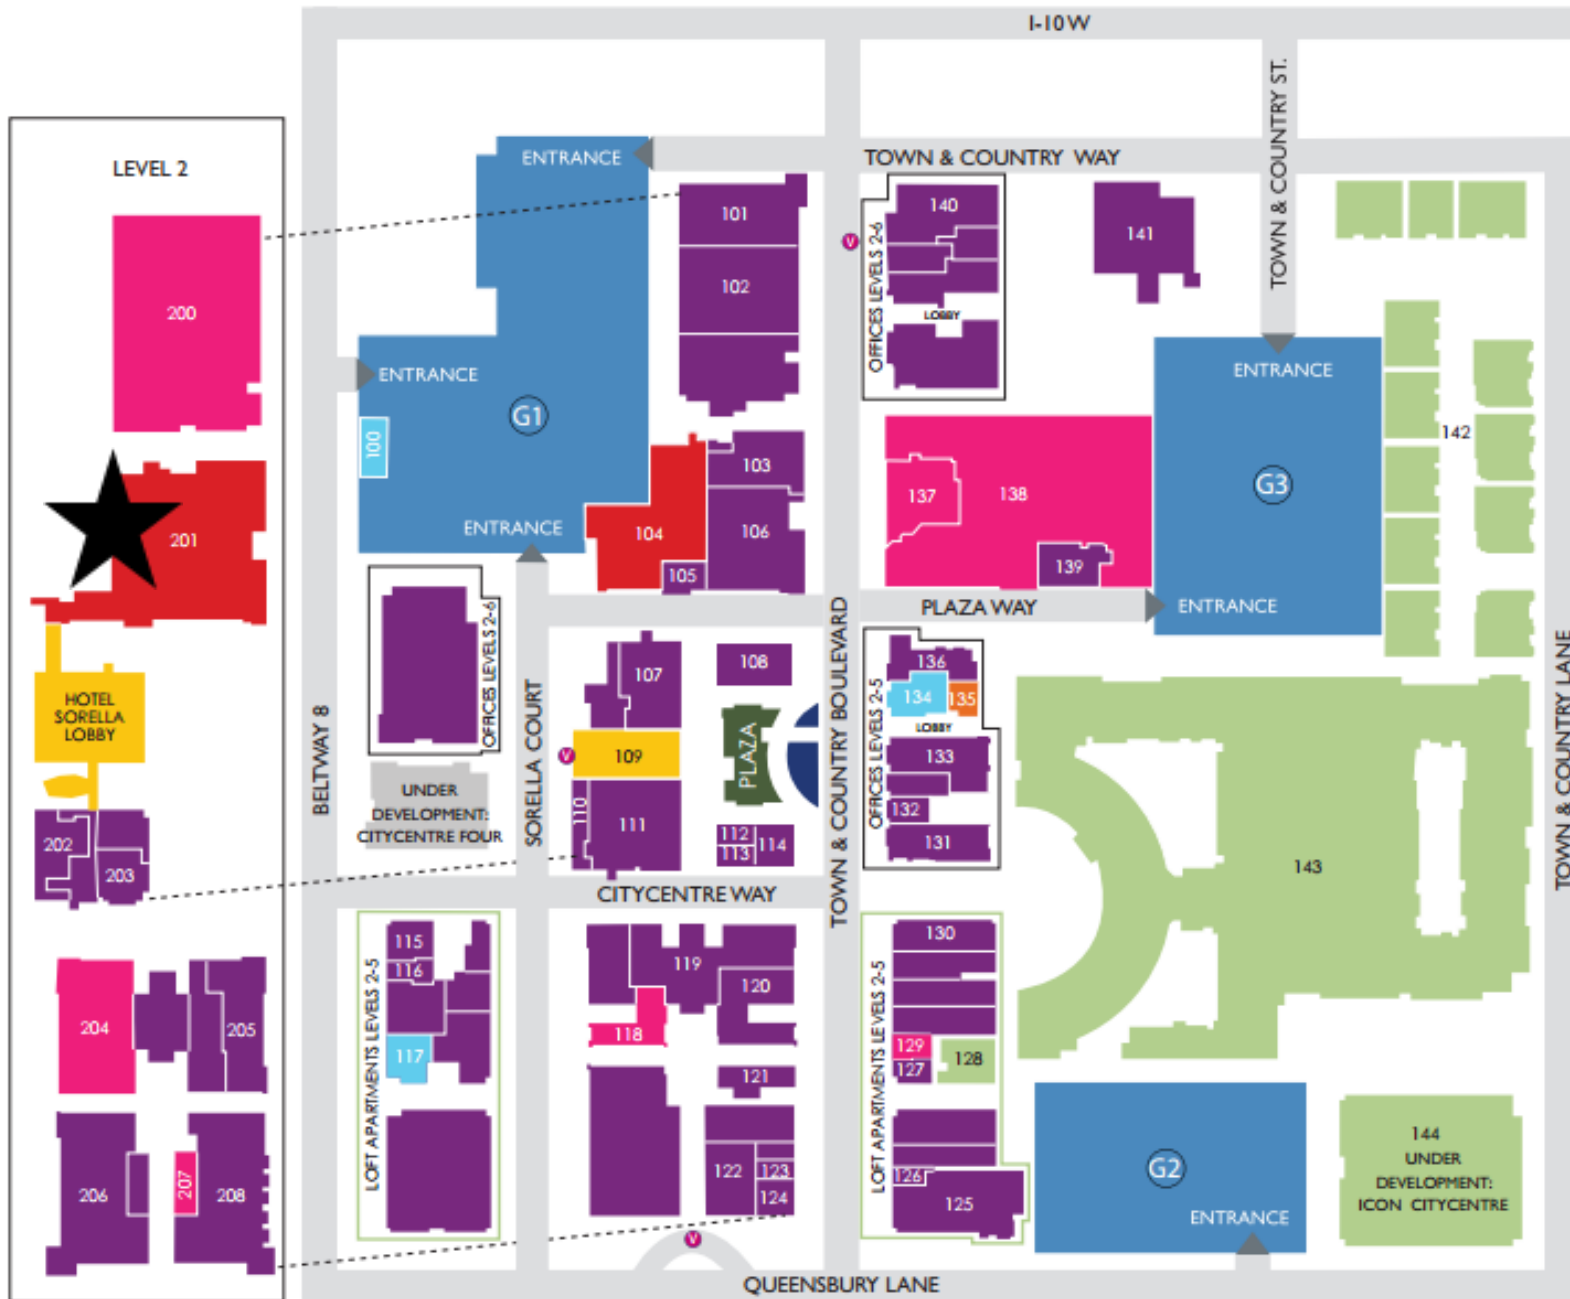 I-10 W
TOWN & COUNTRY ST.
LEVEL 2
ENTRANCE
TOWN & COUNTRY WAY
101
140
141
OFFICES LEVELS 2-6
V
102
200
LOBBY
ENTRANCE
ENTRANCE
G1
100
142
103
137
138
G3
ENTRANCE
201
104
106
105
139
PLAZA WAY
ENTRANCE
OFFICES LEVELS 2-6
107
108
136
134
135
LOBBY
OFFICES LEVELS 2-5
HOTEL
SORELLA
LOBBY
BELTWAY 8
SORELLA COURT
V
109
PLAZA
TOWN & COUNTRY BOULEVARD
133
TOWN & COUNTRY LANE
UNDER
DEVELOPMENT:
CITYCENTRE FOUR
110
111
112
113
114
132
131
202
203
143
CITYCENTRE WAY
115
116
117
LOFT APARTMENTS LEVELS 2-5
119
120
118
121
130
129
128
127
LOFT APARTMENTS LEVELS 2-5
204
205
206
207
208
122
123
124
126
125
G2
ENTRANCE
144
UNDER
DEVELOPMENT:
ICON CITYCENTRE
V
QUEENSBURY LANE